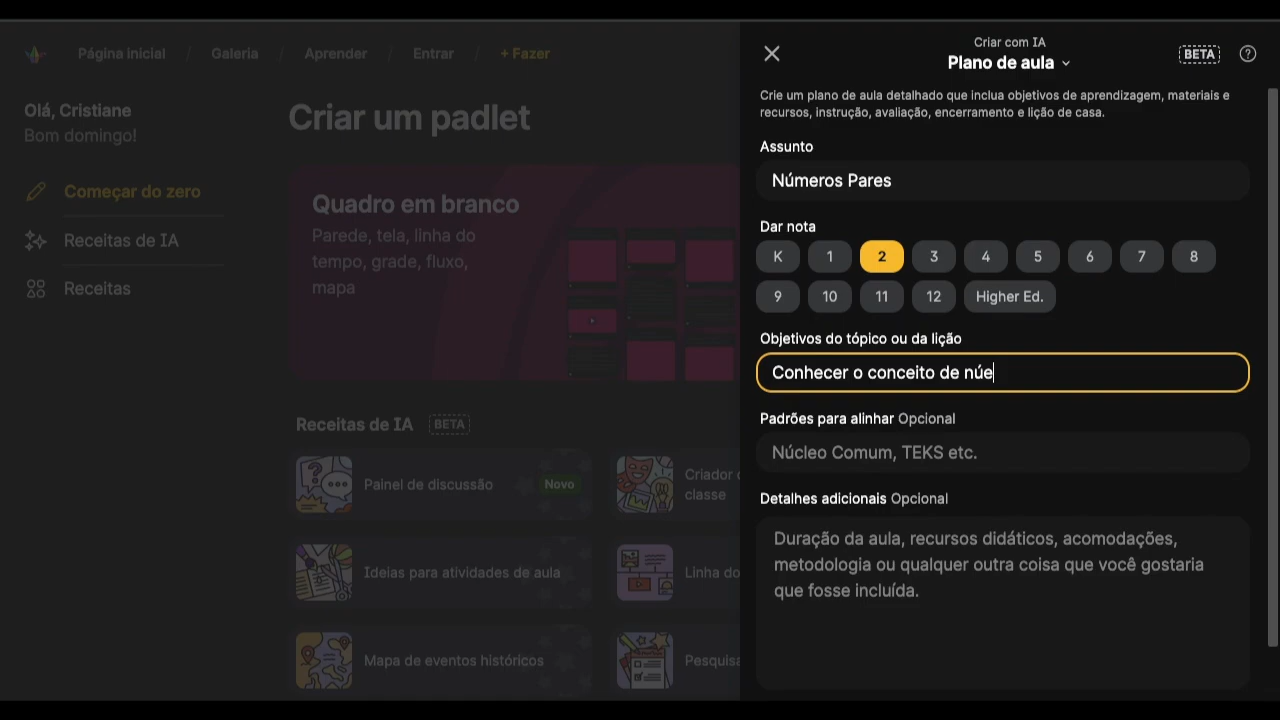 Página inicial / Galeria / Aprender / Entrar / + Fazer
Olá, Cristiane
Bom domingo!
Começar do zero
Receitas de IA
Receitas
Criar um padlet
Quadro em branco
Parede, tela, linha do
tempo, grade, fluxo,
mapa
Receitas de IA BETA
Painel de discussão Novo
Criador d
classe
Ideias para atividades de aula
Linha do
Mapa de eventos históricos
Pesquisa
Criar com IA
Plano de aula
BETA ?
Crie um plano de aula detalhado que inclua objetivos de aprendizagem, materiais e
recursos, instrução, avaliação, encerramento e lição de casa.
Assunto
Números Pares
Dar nota
K 1 2 3 4 5 6 7 8
9 10 11 12 Higher Ed.
Objetivos do tópico ou da lição
Conhecer o conceito de núe
Padrões para alinhar Opcional
Núcleo Comum, TEKS etc.
Detalhes adicionais Opcional
Duração da aula, recursos didáticos, acomodações,
metodologia ou qualquer outra coisa que você gostaria
que fosse incluída.